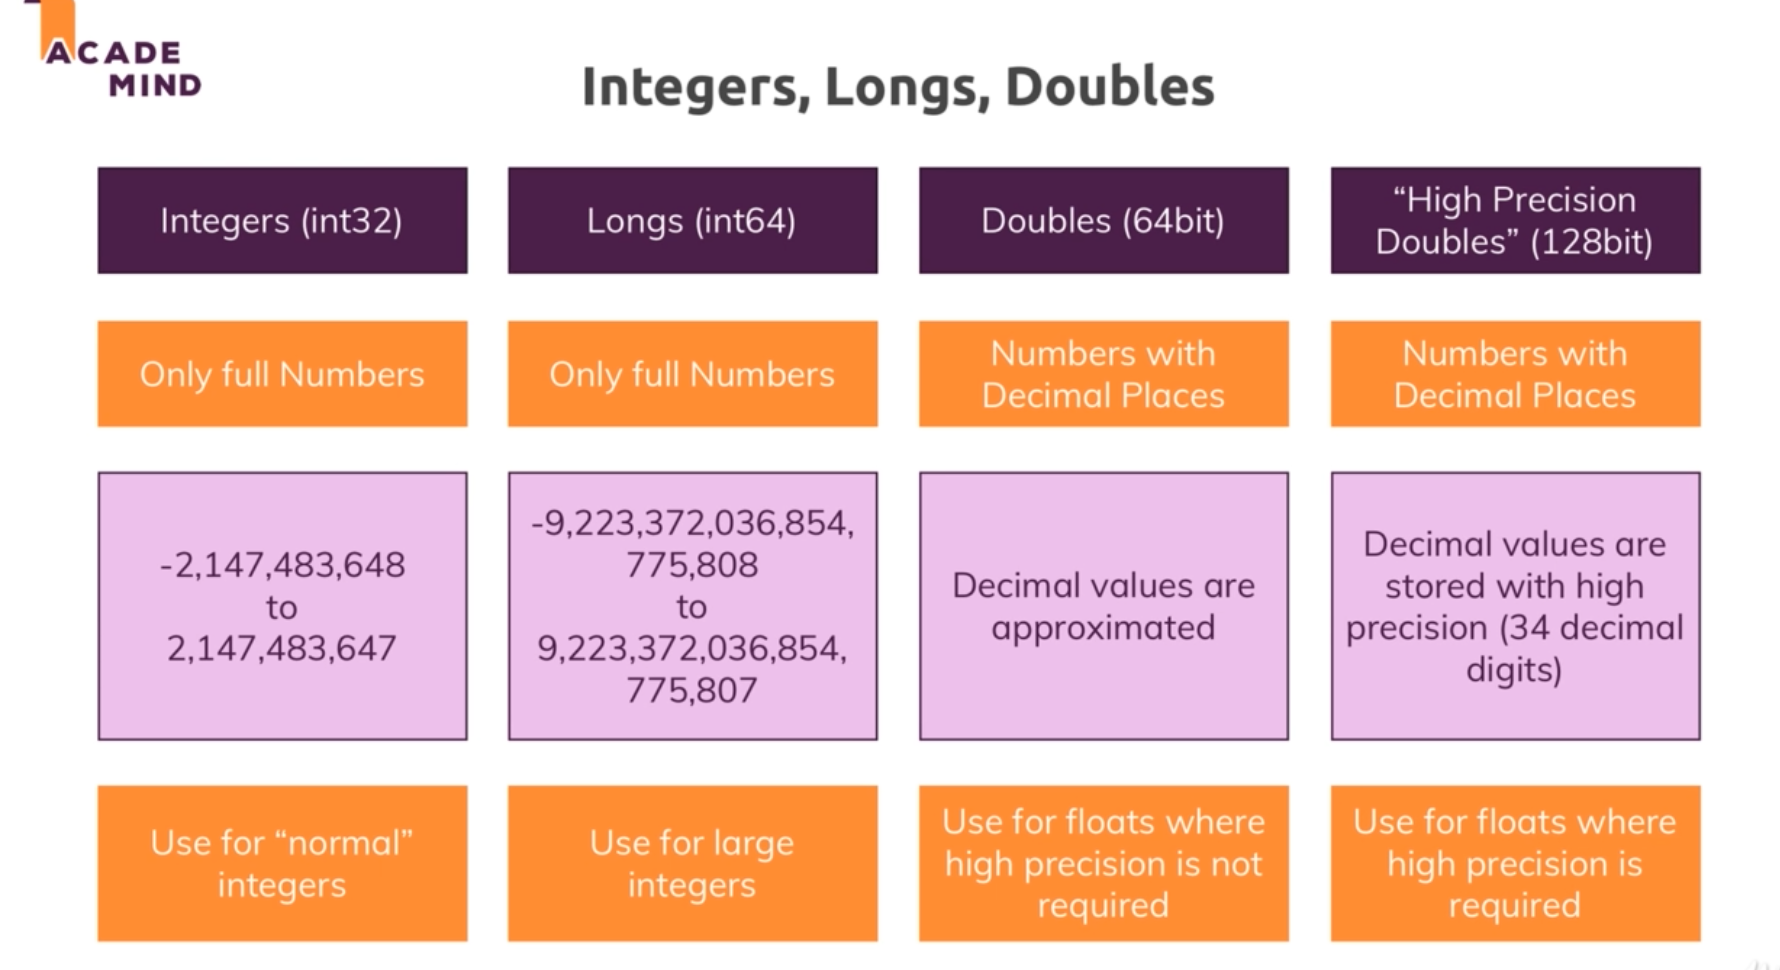 ACADE
MIND
Integers, Longs, Doubles
Integers (int32)
Longs (int64)
Doubles (64bit)
“High Precision
Doubles” (128bit)
Only full Numbers
Only full Numbers
Numbers with
Decimal Places
Numbers with
Decimal Places
-2,147,483,648
to
2,147,483,647
-9,223,372,036,854,
775,808
to
9,223,372,036,854,
775,807
Decimal values are
approximated
Decimal values are
stored with high
precision (34 decimal
digits)
Use for “normal”
integers
Use for large
integers
Use for floats where
high precision is not
required
Use for floats where
high precision is
required